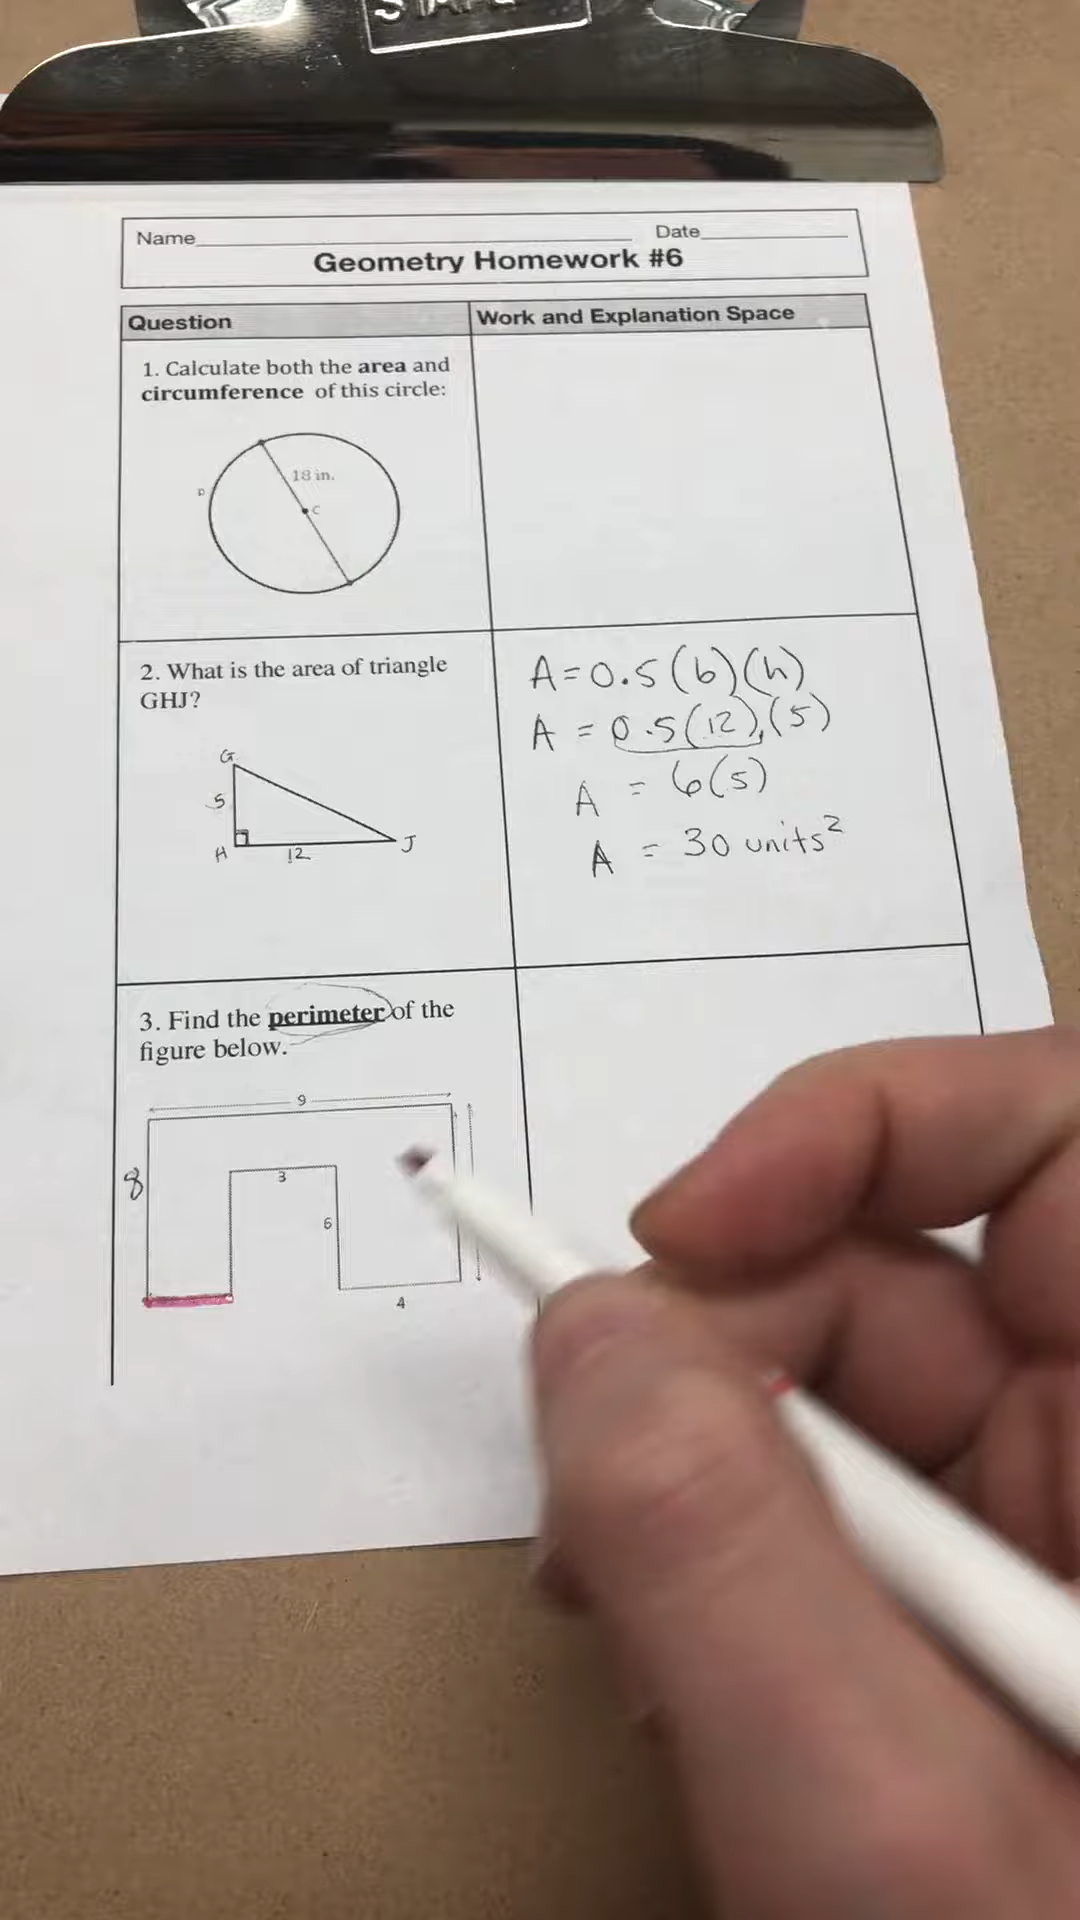 Name Date
Geometry Homework #6
Question
Work and Explanation Space
1. Calculate both the area and
circumference of this circle:
18 in.
C
2. What is the area of triangle
GHJ?
G
5
H
12
J
A = 0.5 (b)(h)
A = 0.5(12)(5)
A = 6(5)
A = 30 units²
3. Find the perimeter of the
figure below.
9
8
3
6
4